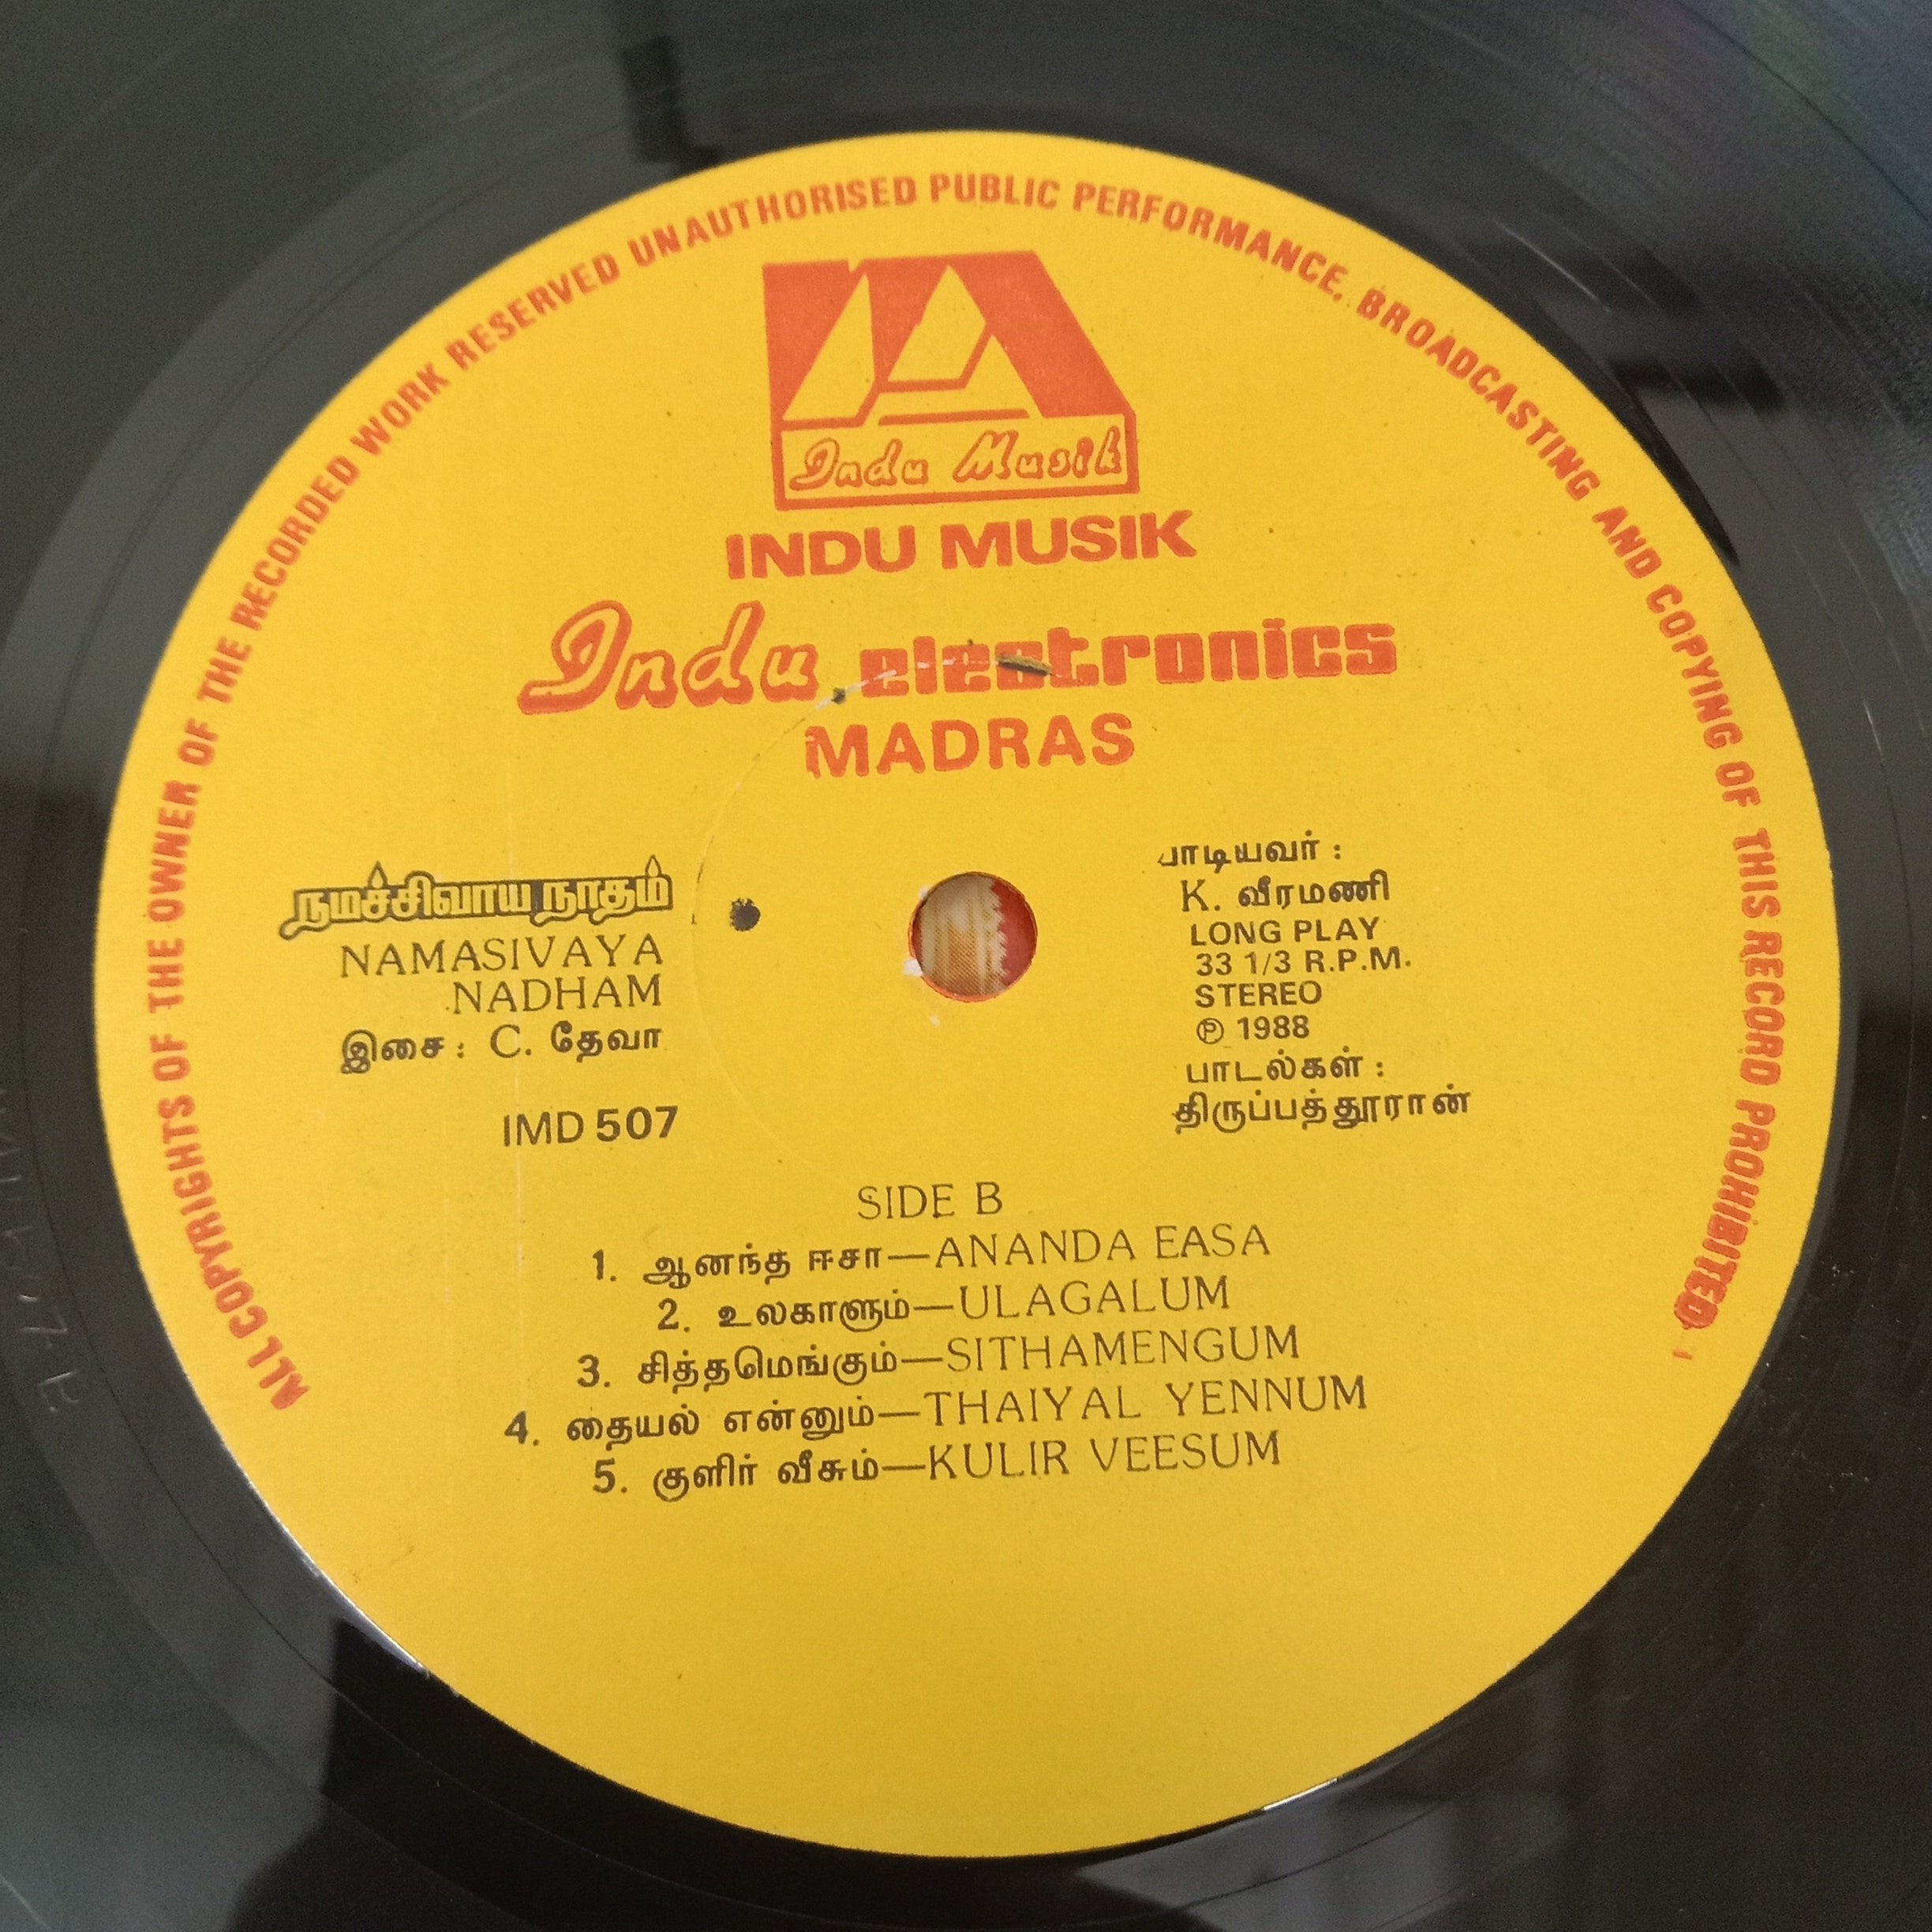 ALL COPYRIGHTS OF THE OWNER OF THE RECORDED WORK RESERVED UNAUTHORISED PUBLIC PERFORMANCE, BROADCASTING AND COPYING OF THIS RECORD PROHIBITED
Indu Musik
INDU MUSIK
Indu electronics
MADRAS
நமச்சிவாய நாதம்
NAMASIVAYA
NADHAM
இசை : C. தேவா
IMD 507
பாடியவர் :
K. வீரமணி
LONG PLAY
33 1/3 R.P.M.
STEREO
℗ 1988
பாடல்கள் :
திருப்பத்தூரான்
SIDE B
1. ஆனந்த ஈசா—ANANDA EASA
2. உலகாளும்—ULAGALUM
3. சித்தமெங்கும்—SITHAMENGUM
4. தையல் என்னும்—THAIYAL YENNUM
5. குளிர் வீசும்—KULIR VEESUM